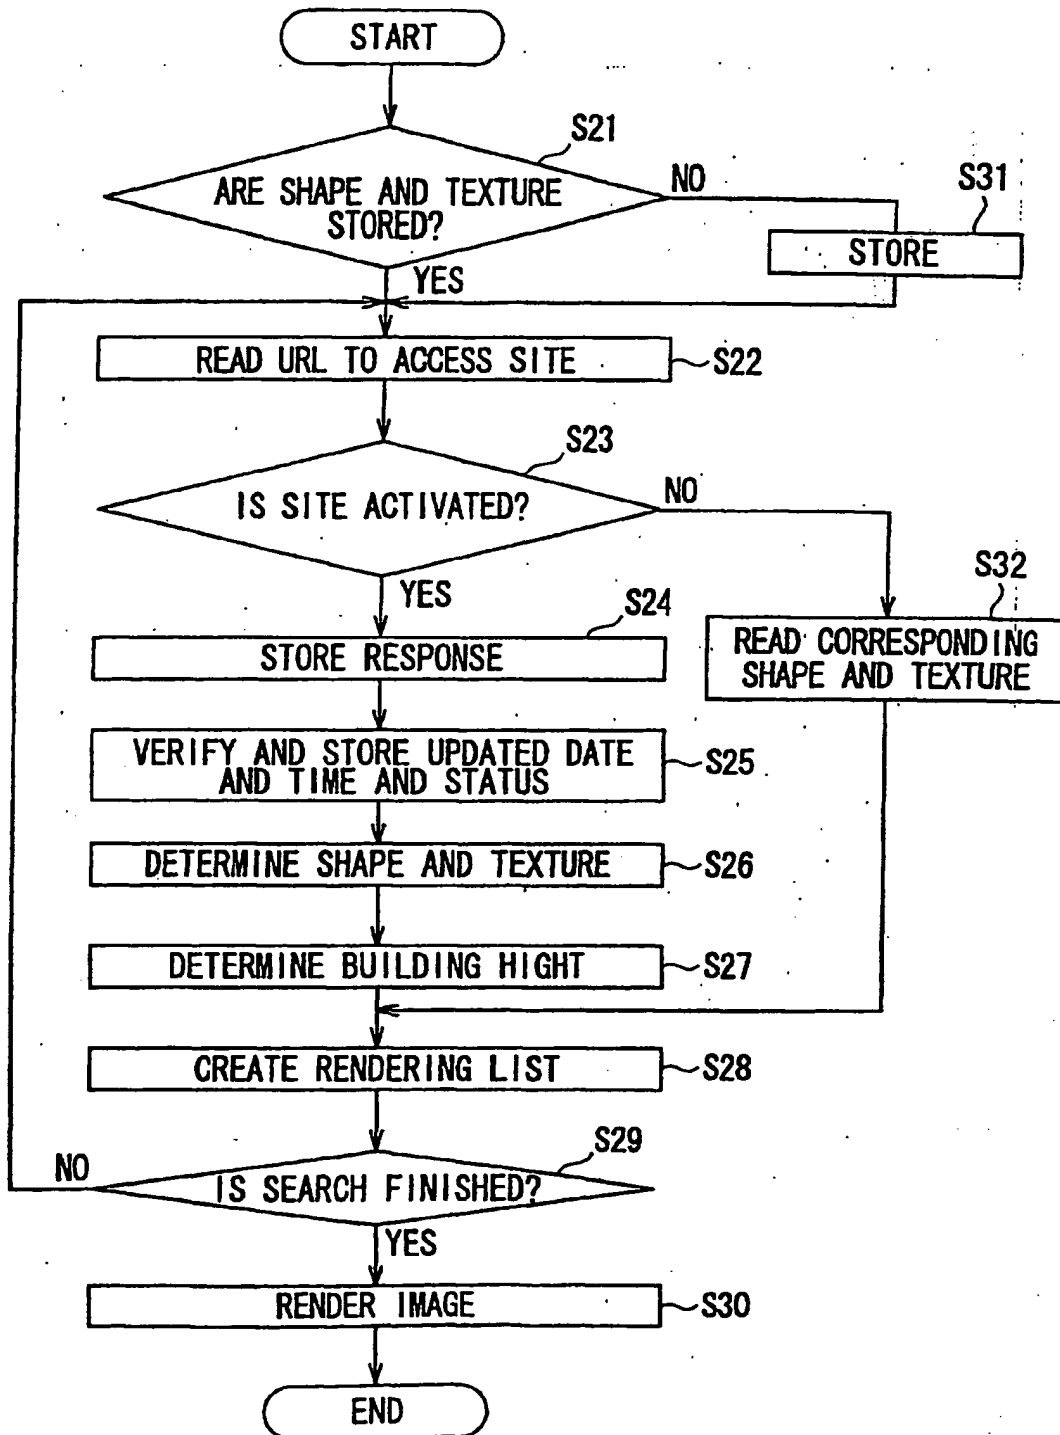 START
S21
ARE SHAPE AND TEXTURE
STORED?
NO
S31
STORE
YES
READ URL TO ACCESS SITE
S22
S23
IS SITE ACTIVATED?
NO
YES
S32
READ CORRESPONDING
SHAPE AND TEXTURE
S24
STORE RESPONSE
VERIFY AND STORE UPDATED DATE
AND TIME AND STATUS
S25
DETERMINE SHAPE AND TEXTURE
S26
DETERMINE BUILDING HIGHT
S27
CREATE RENDERING LIST
S28
S29
NO
IS SEARCH FINISHED?
YES
RENDER IMAGE
S30
END